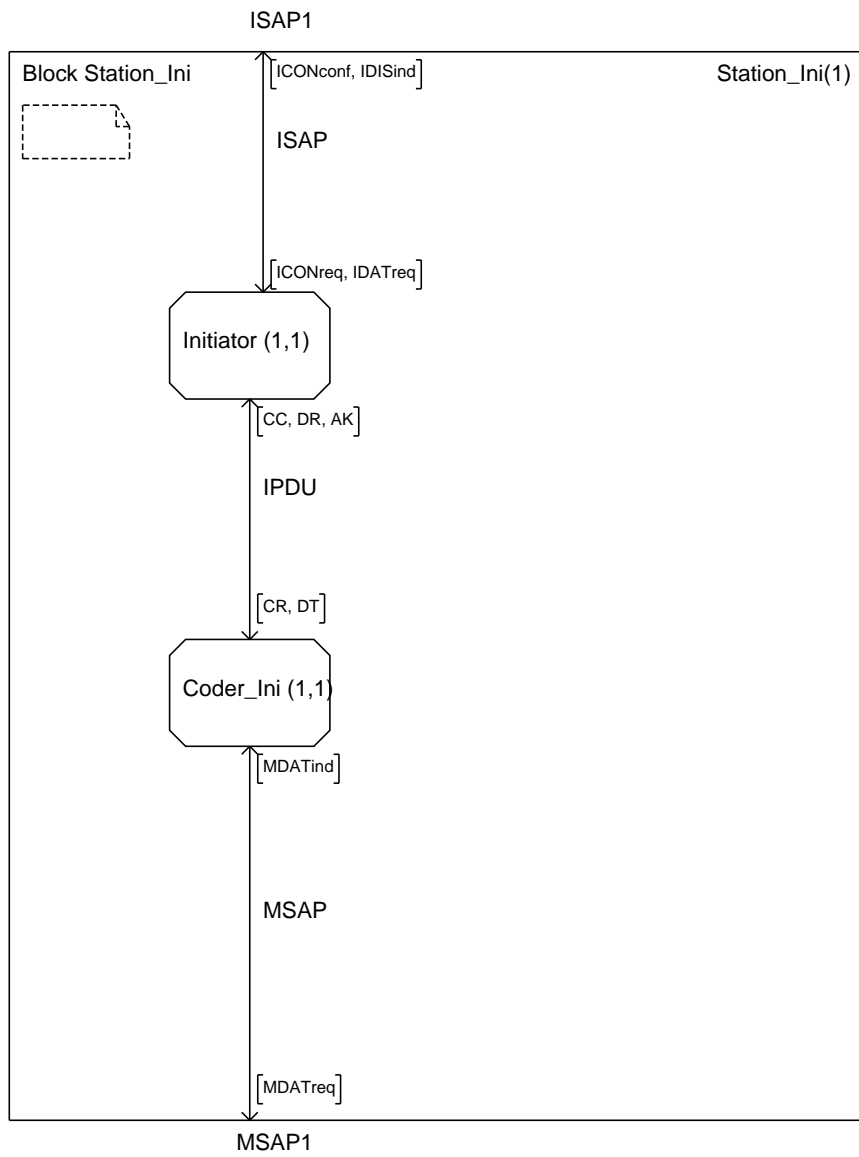 ISAP1
Block Station_Ini
[ICONconf, IDISind]
Station_Ini(1)
ISAP
[ICONreq, IDATreq]
Initiator (1,1)
[CC, DR, AK]
IPDU
[CR, DT]
Coder_Ini (1,1)
[MDATind]
MSAP
[MDATreq]
MSAP1